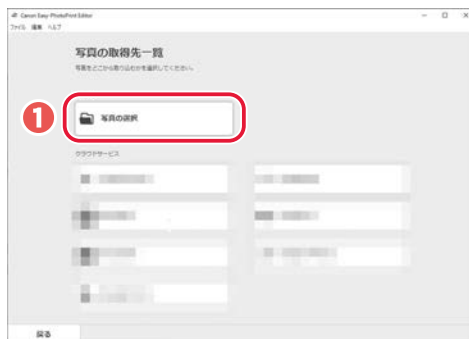 Canon Easy-PhotoPrint Editor
ファイル 編集 ヘルプ
写真の取得先一覧
写真をどこから取り込むかを選択してください。
1
写真の選択
クラウドサービス
戻る